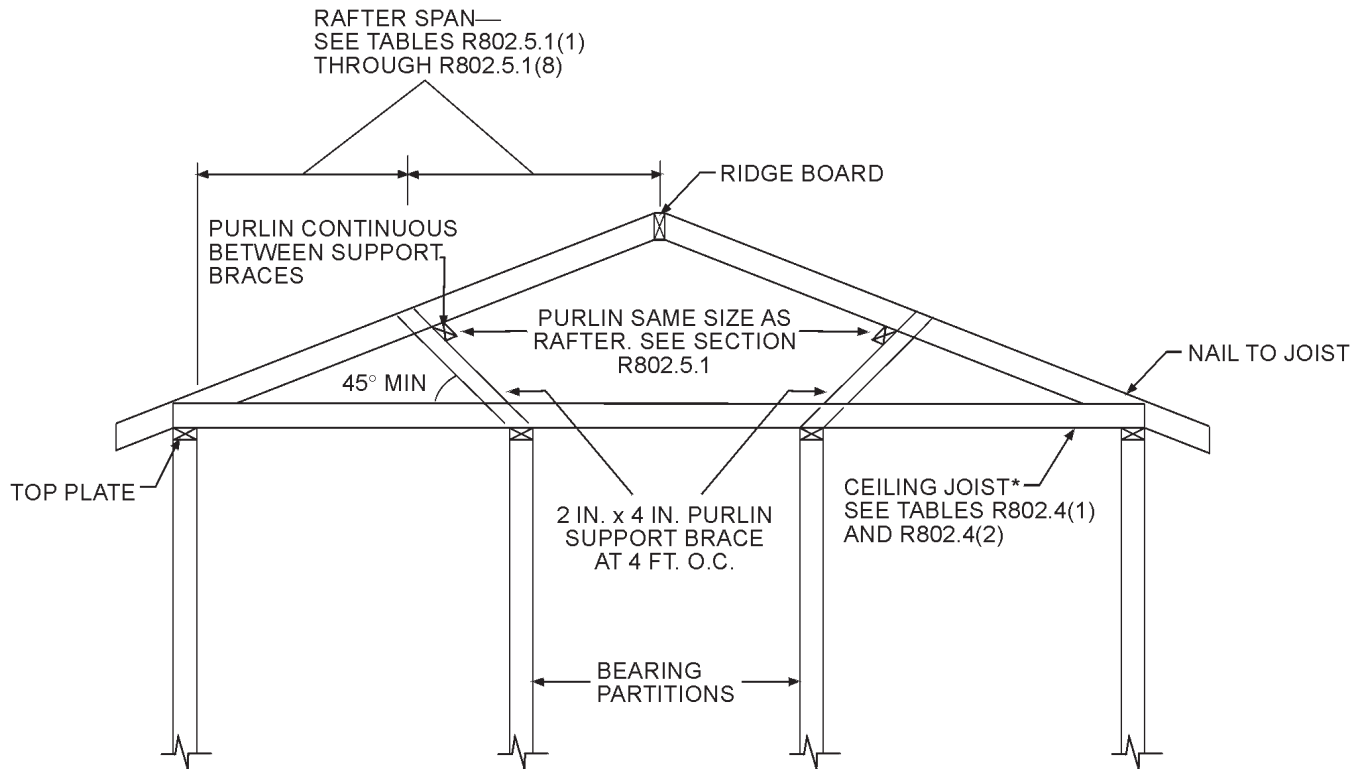 RAFTER SPAN—
SEE TABLES R802.5.1(1)
THROUGH R802.5.1(8)
RIDGE BOARD
PURLIN CONTINUOUS
BETWEEN SUPPORT
BRACES
PURLIN SAME SIZE AS
RAFTER. SEE SECTION
R802.5.1
NAIL TO JOIST
45° MIN
TOP PLATE
2 IN. x 4 IN. PURLIN
SUPPORT BRACE
AT 4 FT. O.C.
CEILING JOIST*
SEE TABLES R802.4(1)
AND R802.4(2)
BEARING
PARTITIONS